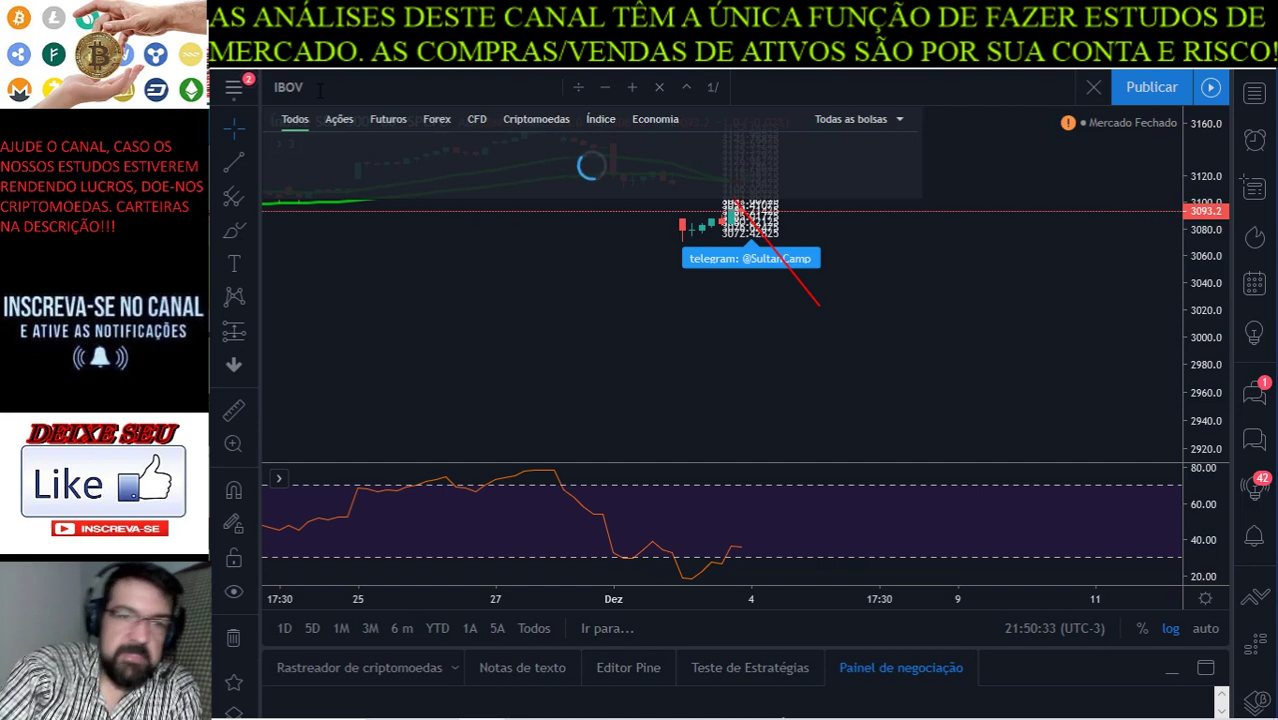 AS ANÁLISES DESTE CANAL TÊM A ÚNICA FUNÇÃO DE FAZER ESTUDOS DE
MERCADO. AS COMPRAS/VENDAS DE ATIVOS SÃO POR SUA CONTA E RISCO!
AJUDE O CANAL, CASO OS
NOSSOS ESTUDOS ESTIVEREM
RENDENDO LUCROS, DOE-NOS
CRIPTOMOEDAS. CARTEIRAS
NA DESCRIÇÃO!!!
INSCREVA-SE NO CANAL
E ATIVE AS NOTIFICAÇÕES
DEIXE SEU
Like
INSCREVA-SE
2
IBOV
1/
Publicar
Todos Ações Futuros Forex CFD Criptomoedas Índice Economia Todas as bolsas
Mercado Fechado
3160.0
3120.0
3093.2
3080.0
3060.0
3040.0
3020.0
3000.0
2980.0
2960.0
2940.0
2920.0
3072.42825
telegram: @SultanCamp
80.00
60.00
40.00
20.00
17:30 25 27 Dez 4 17:30 9 11
1D 5D 1M 3M 6 m YTD 1A 5A Todos Ir para... 21:50:33 (UTC-3) % log auto
Rastreador de criptomoedas Notas de texto Editor Pine Teste de Estratégias Painel de negociação
1
42